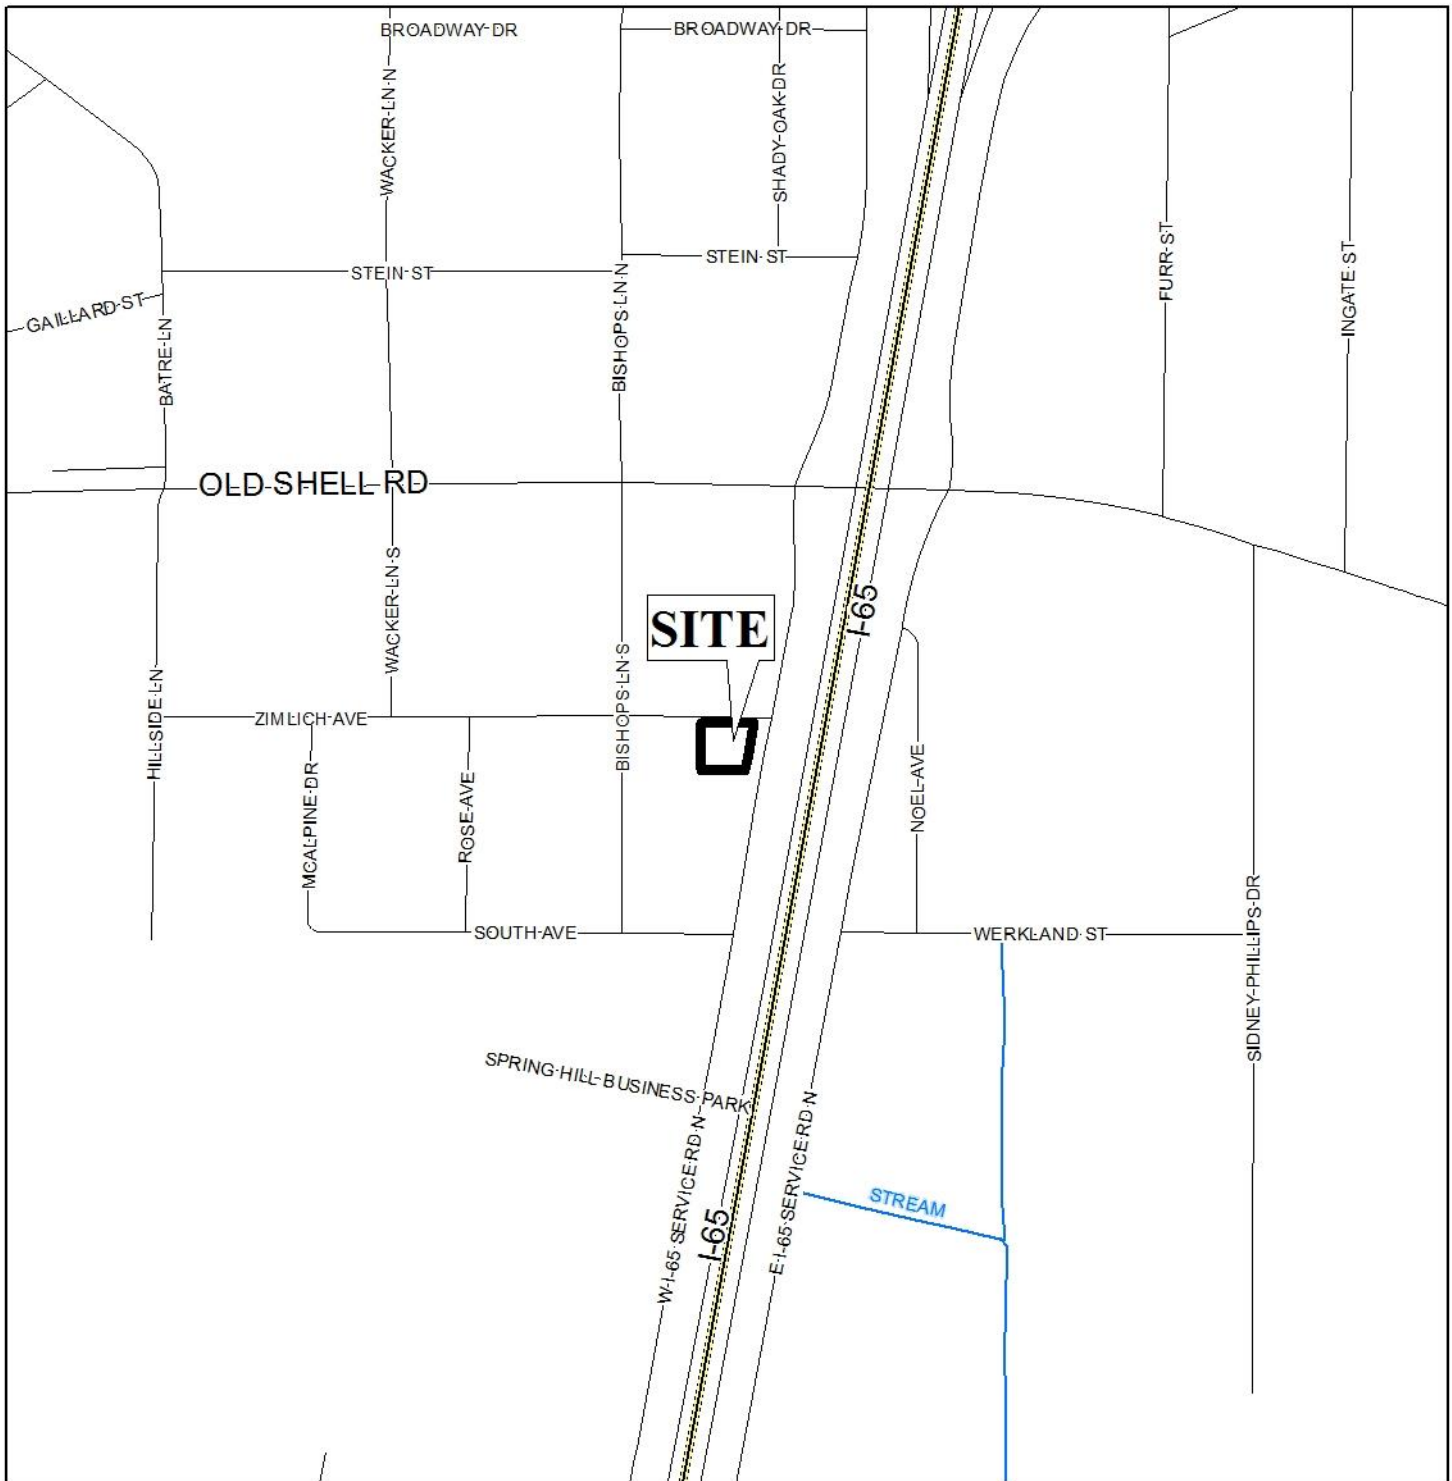 BROADWAY DR
BROADWAY DR
WACKER LN N
SHADY OAK DR
STEIN ST
STEIN ST
FURR ST
INGATE ST
GAILLARD ST
BATRE LN
BISHOPS LN N
OLD SHELL RD
WACKER LN S
I-65
SITE
HILLSIDE LN
ZIMLICH AVE
BISHOPS LN S
MCALPINE DR
ROSE AVE
NOEL AVE
SOUTH AVE
WERKLAND ST
SIDNEY PHILLIPS DR
SPRING HILL BUSINESS PARK
W I-65 SERVICE RD N
I-65
E I-65 SERVICE RD N
STREAM